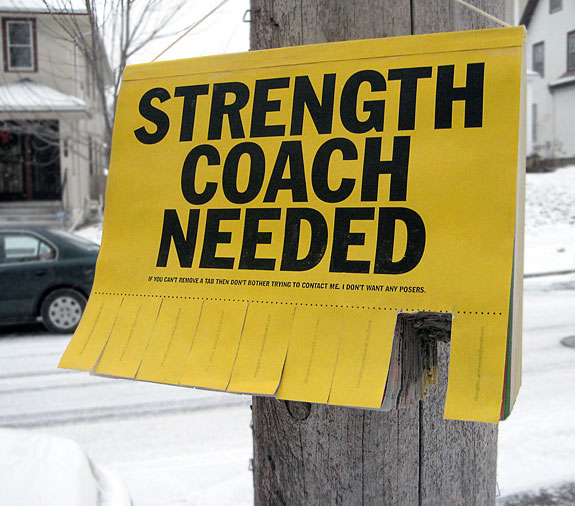 STRENGTH
COACH
NEEDED
IF YOU CAN'T REMOVE A TAB THEN DON'T BOTHER TRYING TO CONTACT ME. I DON'T WANT ANY POSERS.